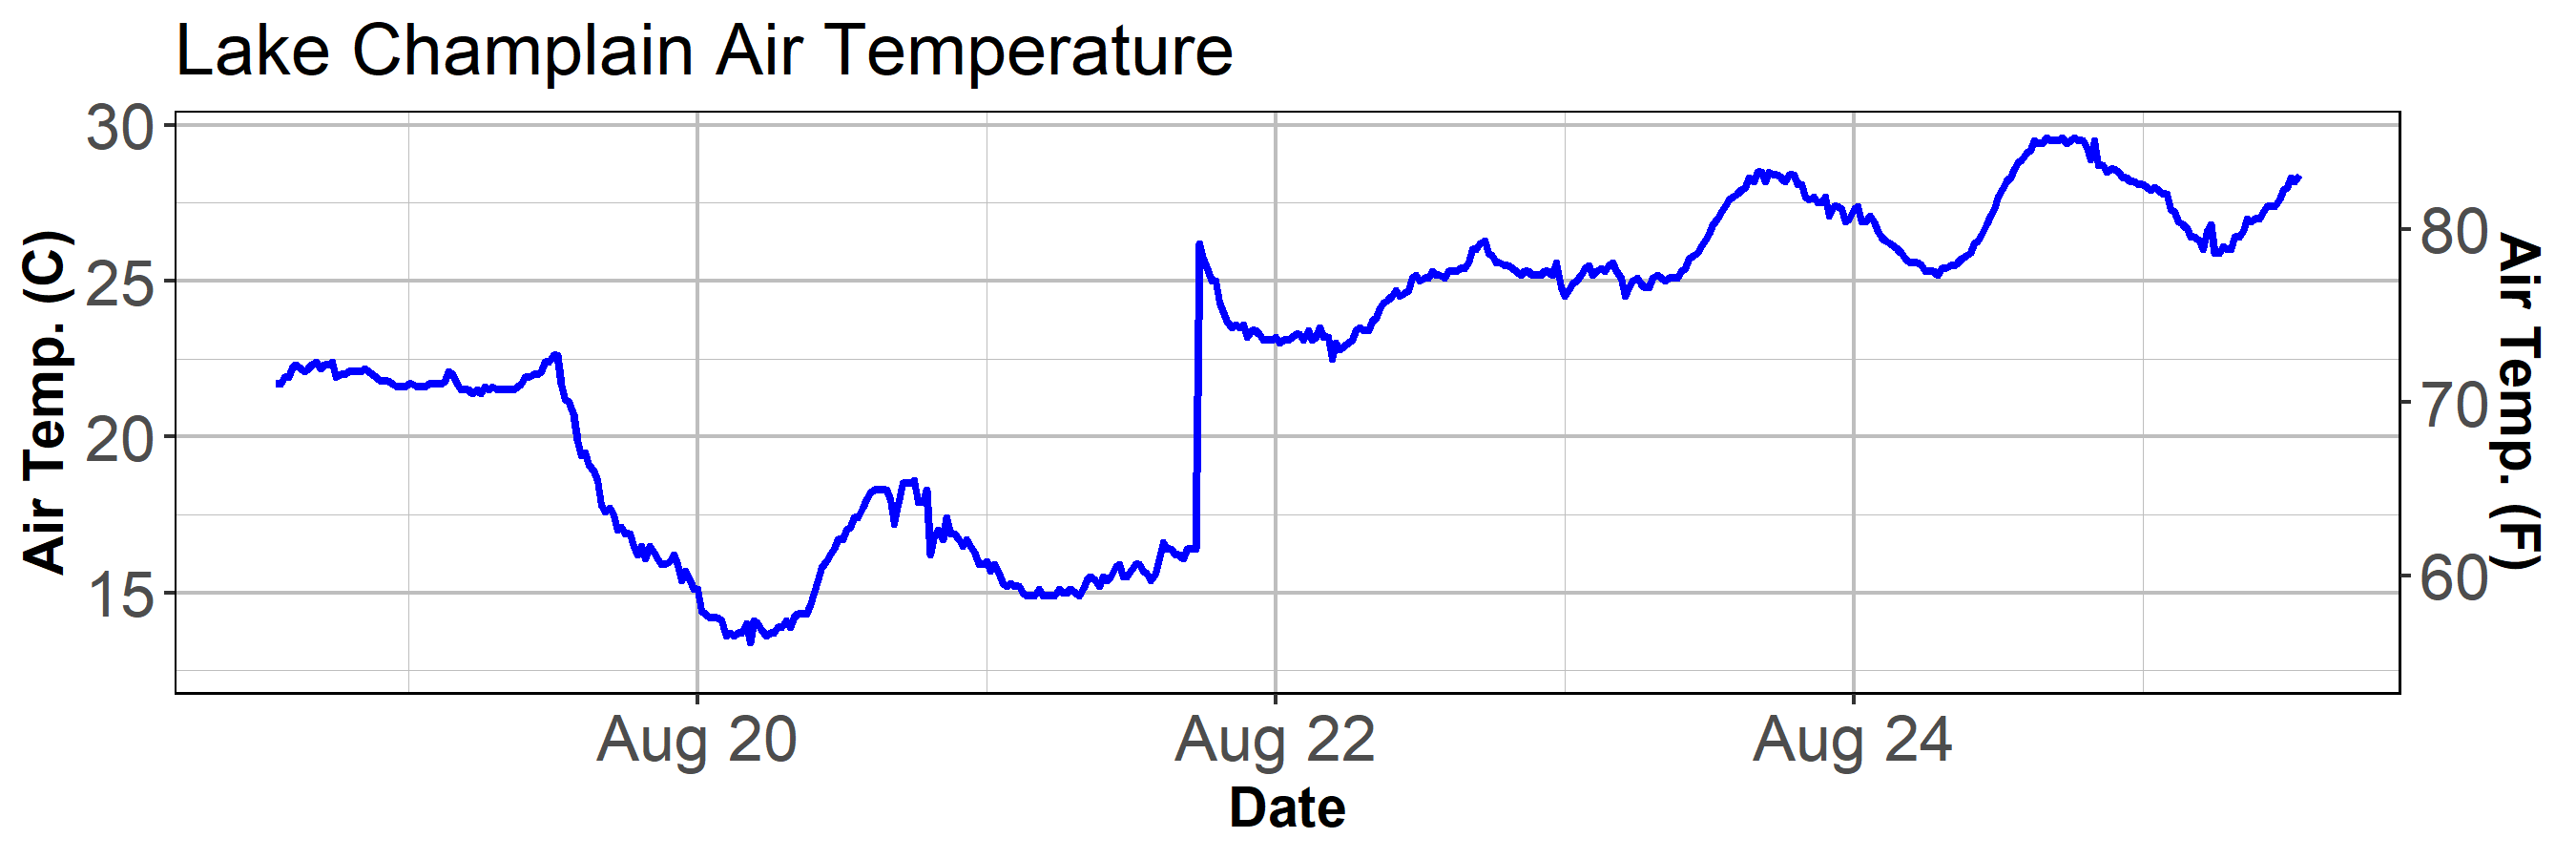 Lake Champlain Air Temperature
30
25
20
15
Air Temp. (C)
80
70
60
Air Temp. (F)
Aug 20 Aug 22 Aug 24
Date